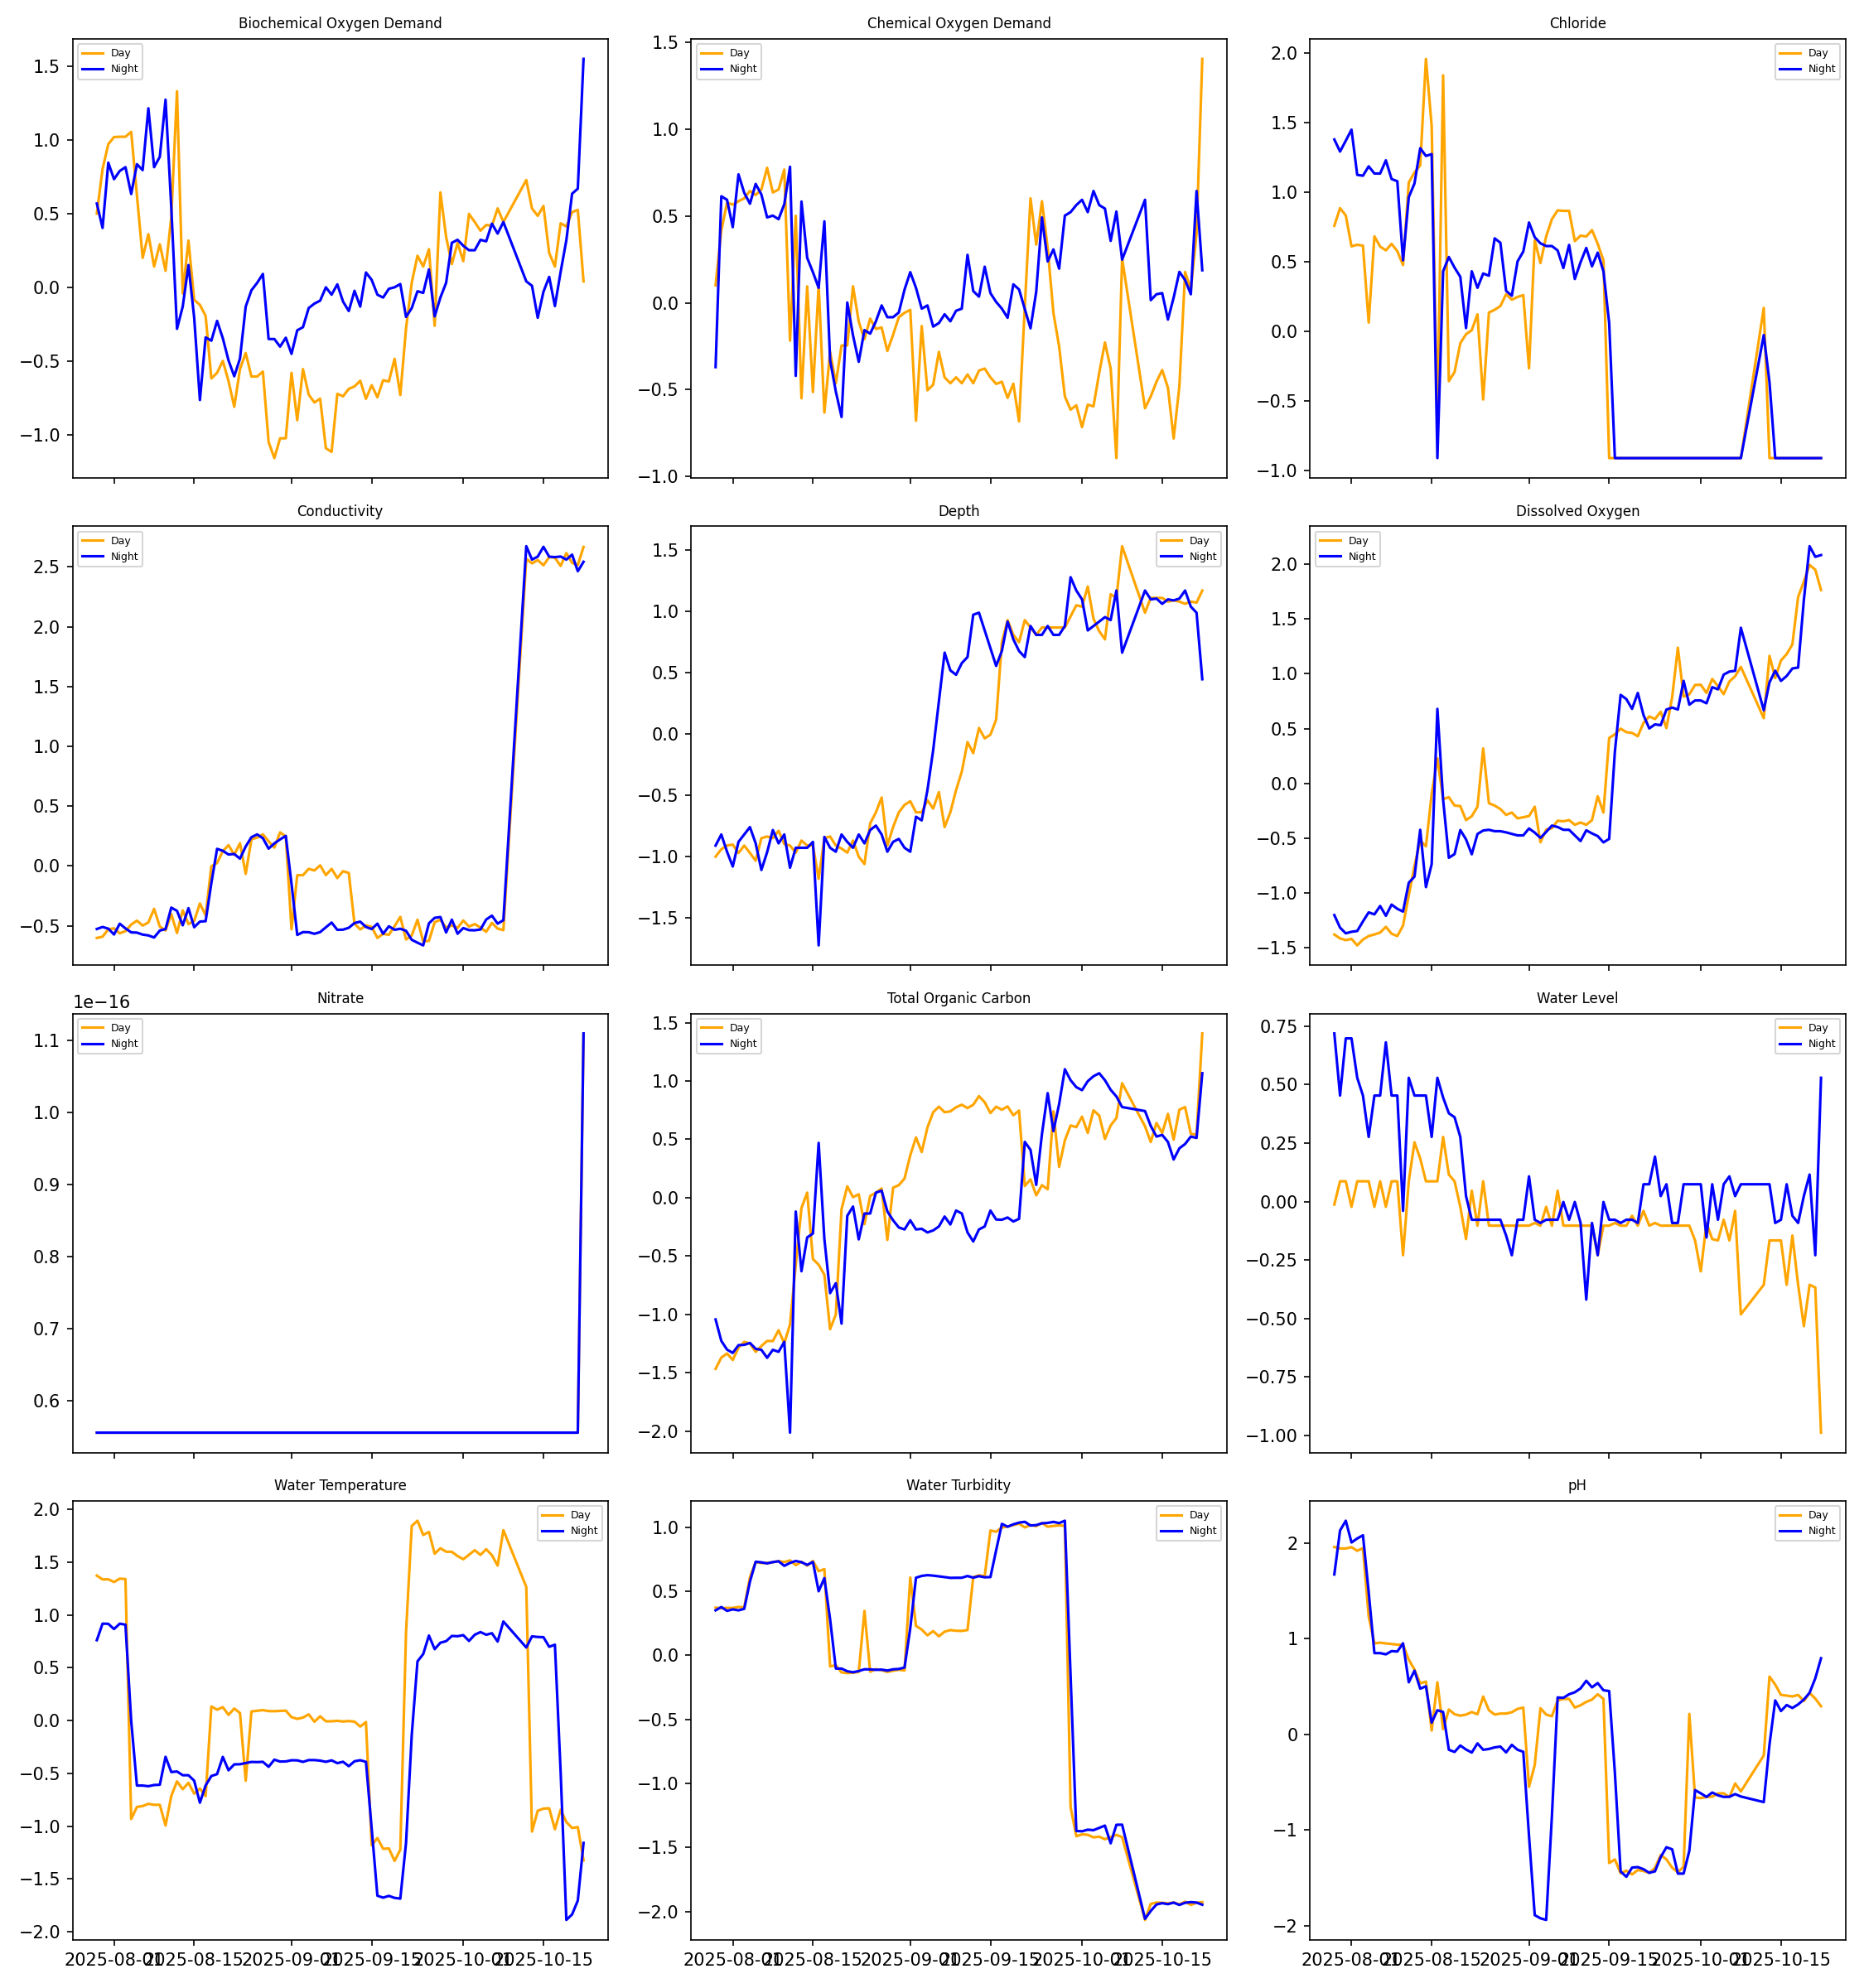 Biochemical Oxygen Demand
Day
Night
1.5
1.0
0.5
0.0
−0.5
−1.0
Chemical Oxygen Demand
Day
Night
1.5
1.0
0.5
0.0
−0.5
−1.0
Chloride
Day
Night
2.0
1.5
1.0
0.5
0.0
−0.5
−1.0
Conductivity
Day
Night
2.5
2.0
1.5
1.0
0.5
0.0
−0.5
Depth
Day
Night
1.5
1.0
0.5
0.0
−0.5
−1.0
−1.5
Dissolved Oxygen
Day
Night
2.0
1.5
1.0
0.5
0.0
−0.5
−1.0
−1.5
Nitrate
1e−16
Day
Night
1.1
1.0
0.9
0.8
0.7
0.6
Total Organic Carbon
Day
Night
1.5
1.0
0.5
0.0
−0.5
−1.0
−1.5
−2.0
Water Level
Day
Night
0.75
0.50
0.25
0.00
−0.25
−0.50
−0.75
−1.00
Water Temperature
Day
Night
2.0
1.5
1.0
0.5
0.0
−0.5
−1.0
−1.5
−2.0
2025-08-01 2025-08-15 2025-09-01 2025-09-15 2025-10-01 2025-10-15
Water Turbidity
Day
Night
1.0
0.5
0.0
−0.5
−1.0
−1.5
−2.0
2025-08-01 2025-08-15 2025-09-01 2025-09-15 2025-10-01 2025-10-15
pH
Day
Night
2
1
0
−1
−2
2025-08-01 2025-08-15 2025-09-01 2025-09-15 2025-10-01 2025-10-15